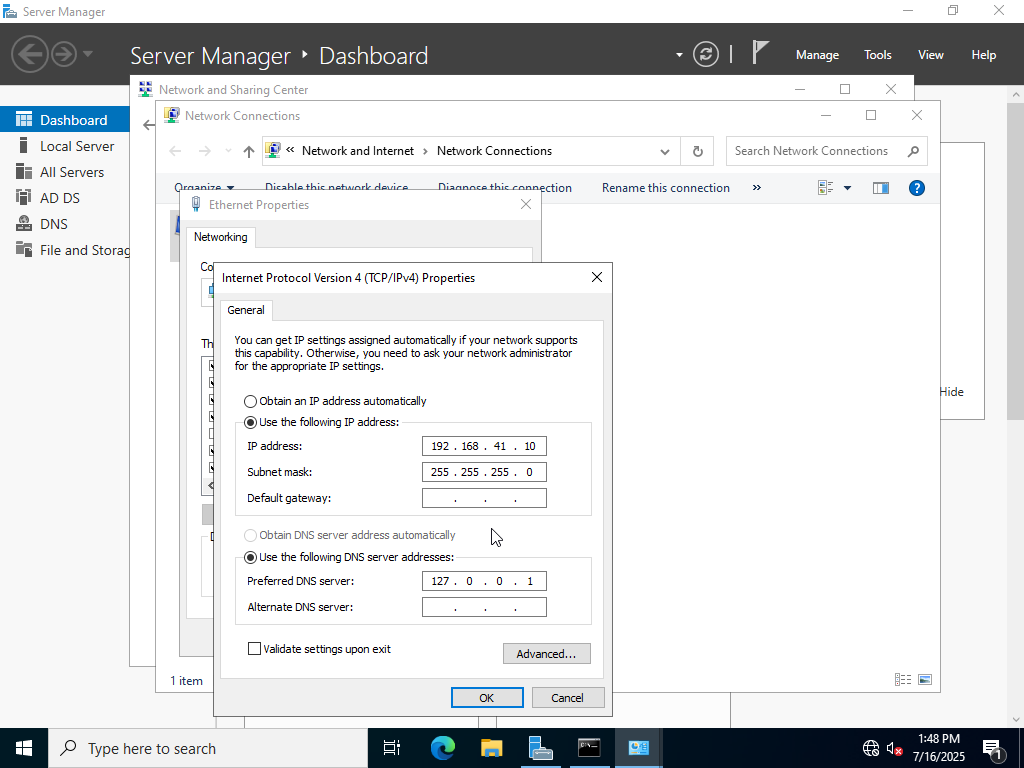 Server Manager
Server Manager ‣ Dashboard
Manage Tools View Help
Network and Sharing Center
Network Connections
« Network and Internet › Network Connections
Search Network Connections
Organize Disable this network device Diagnose this connection Rename this connection »
Dashboard
Local Server
All Servers
AD DS
DNS
File and Storag
Ethernet Properties
Networking
Co
Th
Internet Protocol Version 4 (TCP/IPv4) Properties
General
You can get IP settings assigned automatically if your network supports
this capability. Otherwise, you need to ask your network administrator
for the appropriate IP settings.
Obtain an IP address automatically
Use the following IP address:
IP address: 192 . 168 . 41 . 10
Subnet mask: 255 . 255 . 255 . 0
Default gateway: . . .
Obtain DNS server address automatically
Use the following DNS server addresses:
Preferred DNS server: 127 . 0 . 0 . 1
Alternate DNS server: . . .
Validate settings upon exit
Advanced...
OK Cancel
Hide
1 item
Type here to search
1:48 PM
7/16/2025
1